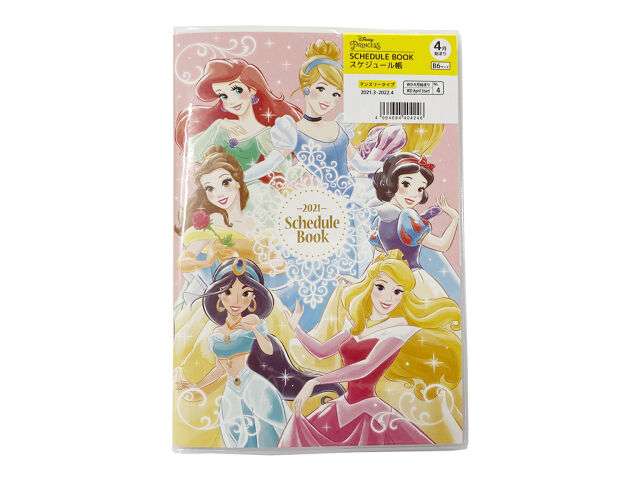 Disney
Princess
SCHEDULE BOOK
スケジュール帳
4月
始まり
B6サイズ
マンスリータイプ
2021.3-2022.4
4
—2021—
Schedule
Book